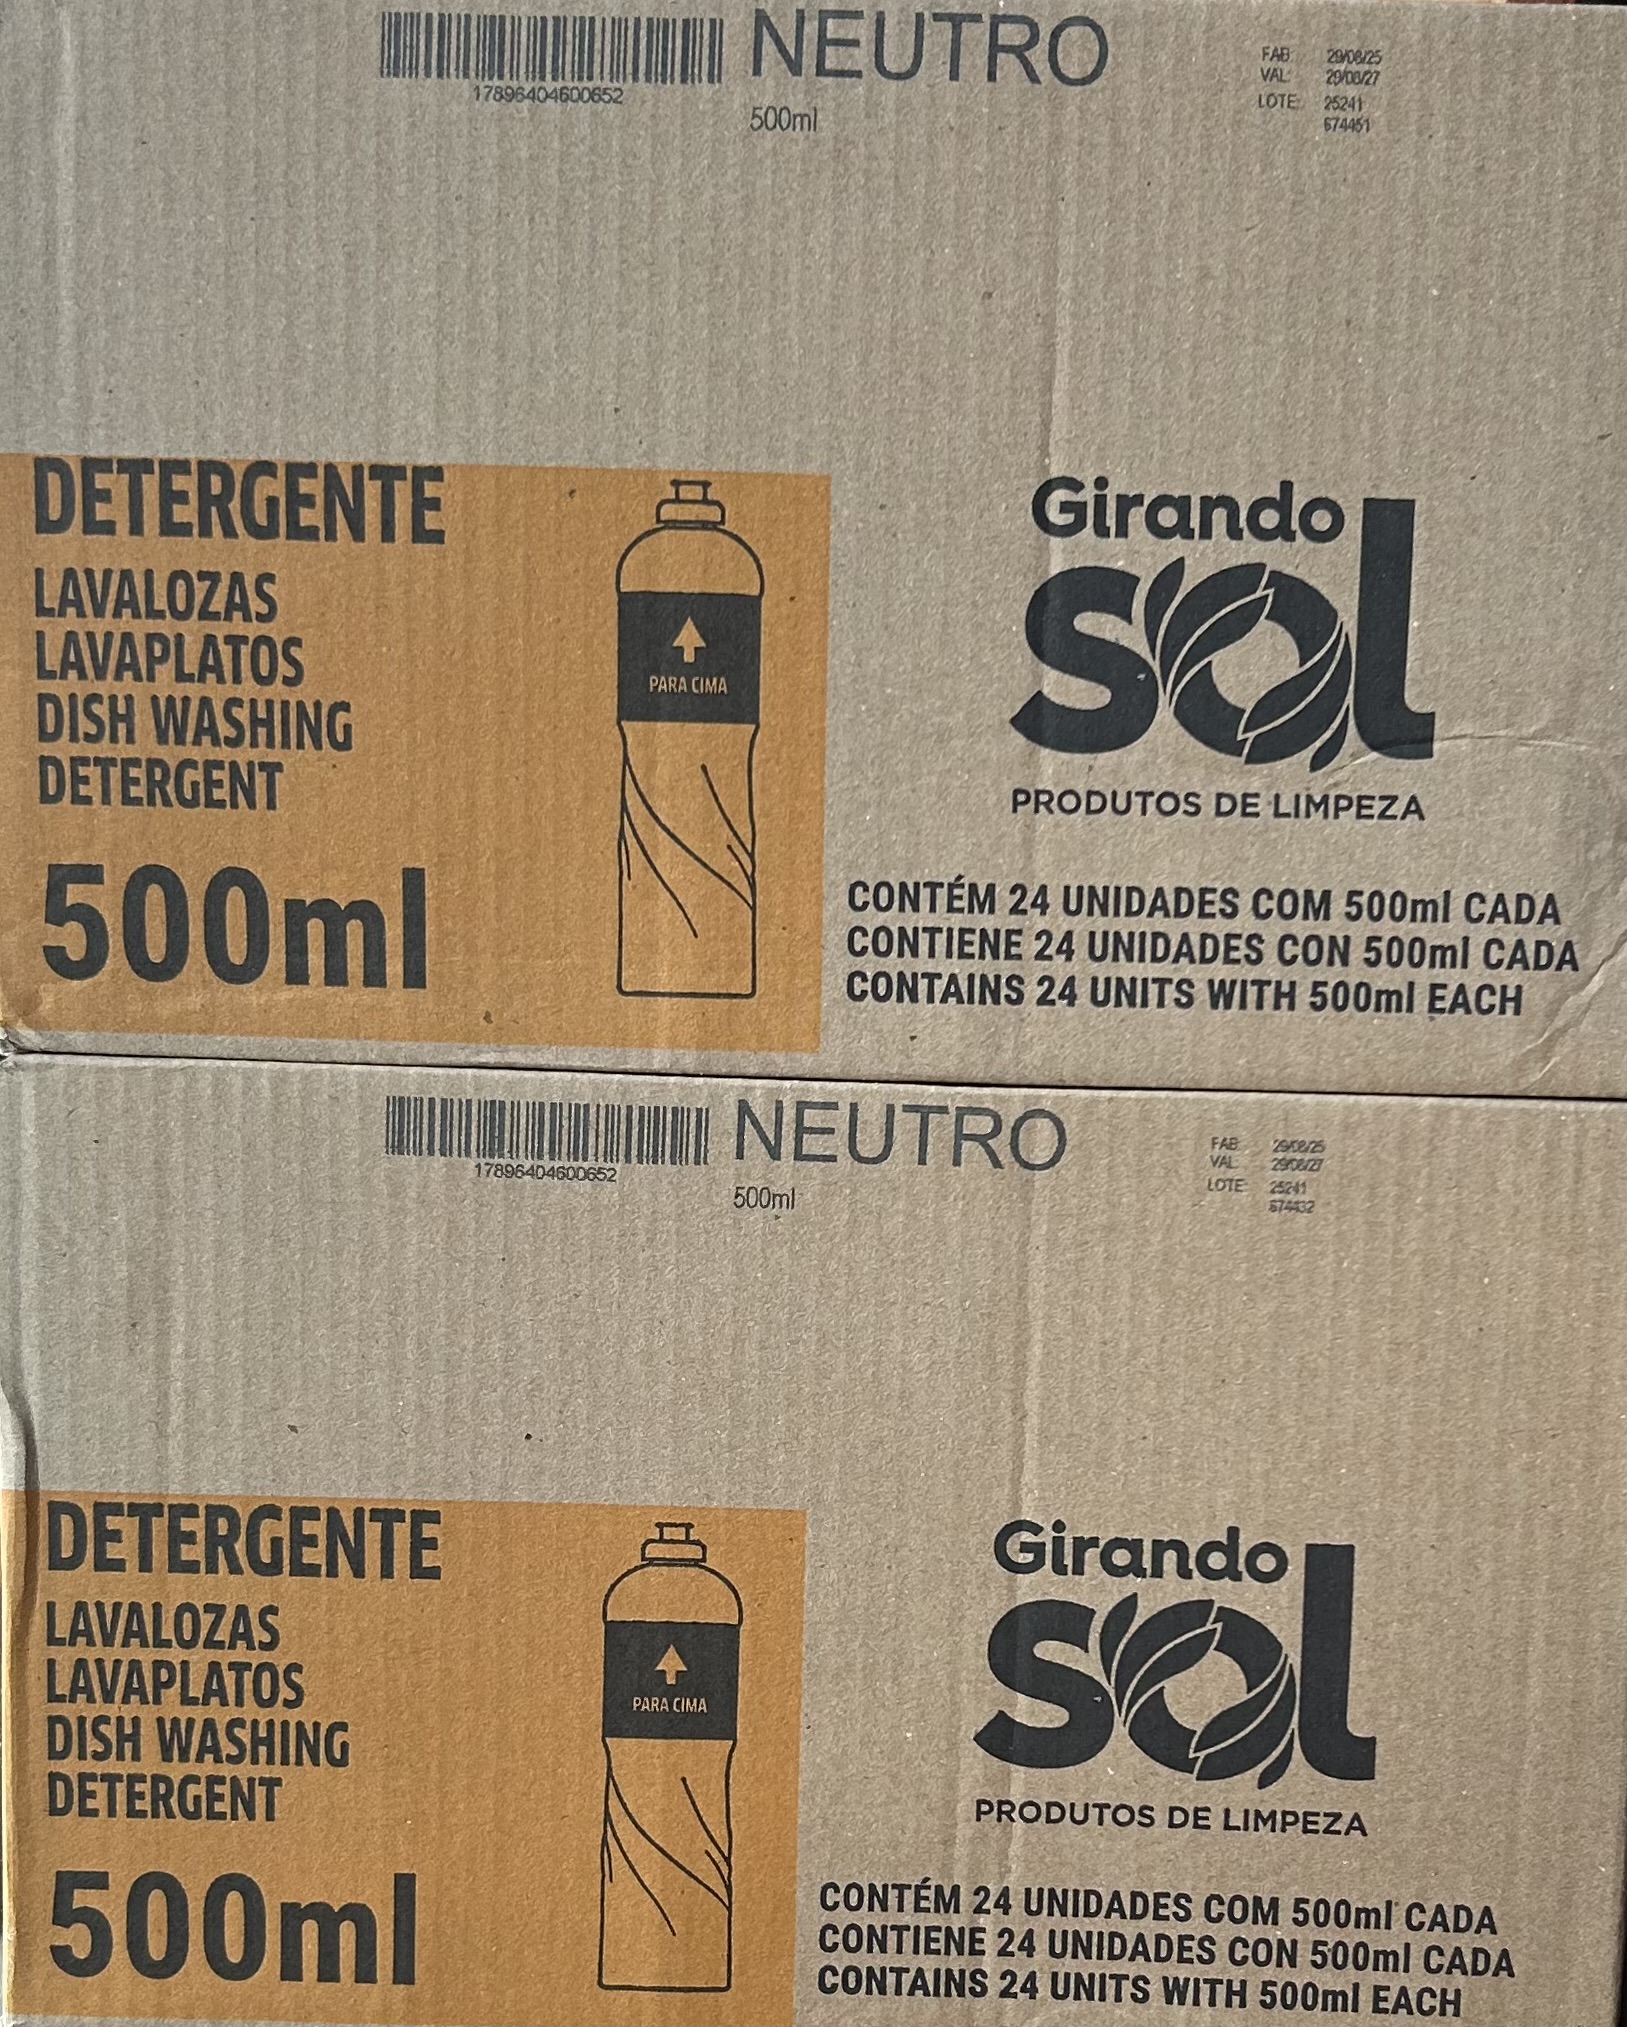 17896404600652
NEUTRO
500ml
FAB: 29/08/25
VAL: 29/08/27
LOTE: 25241
674451
DETERGENTE
LAVALOZAS
LAVAPLATOS
DISH WASHING
DETERGENT
500ml
PARA CIMA
Girando
sol
PRODUTOS DE LIMPEZA
CONTÉM 24 UNIDADES COM 500ml CADA
CONTIENE 24 UNIDADES CON 500ml CADA
CONTAINS 24 UNITS WITH 500ml EACH
17896404600652
NEUTRO
500ml
FAB: 29/08/25
VAL: 29/08/27
LOTE: 25241
674432
DETERGENTE
LAVALOZAS
LAVAPLATOS
DISH WASHING
DETERGENT
500ml
PARA CIMA
Girando
sol
PRODUTOS DE LIMPEZA
CONTÉM 24 UNIDADES COM 500ml CADA
CONTIENE 24 UNIDADES CON 500ml CADA
CONTAINS 24 UNITS WITH 500ml EACH